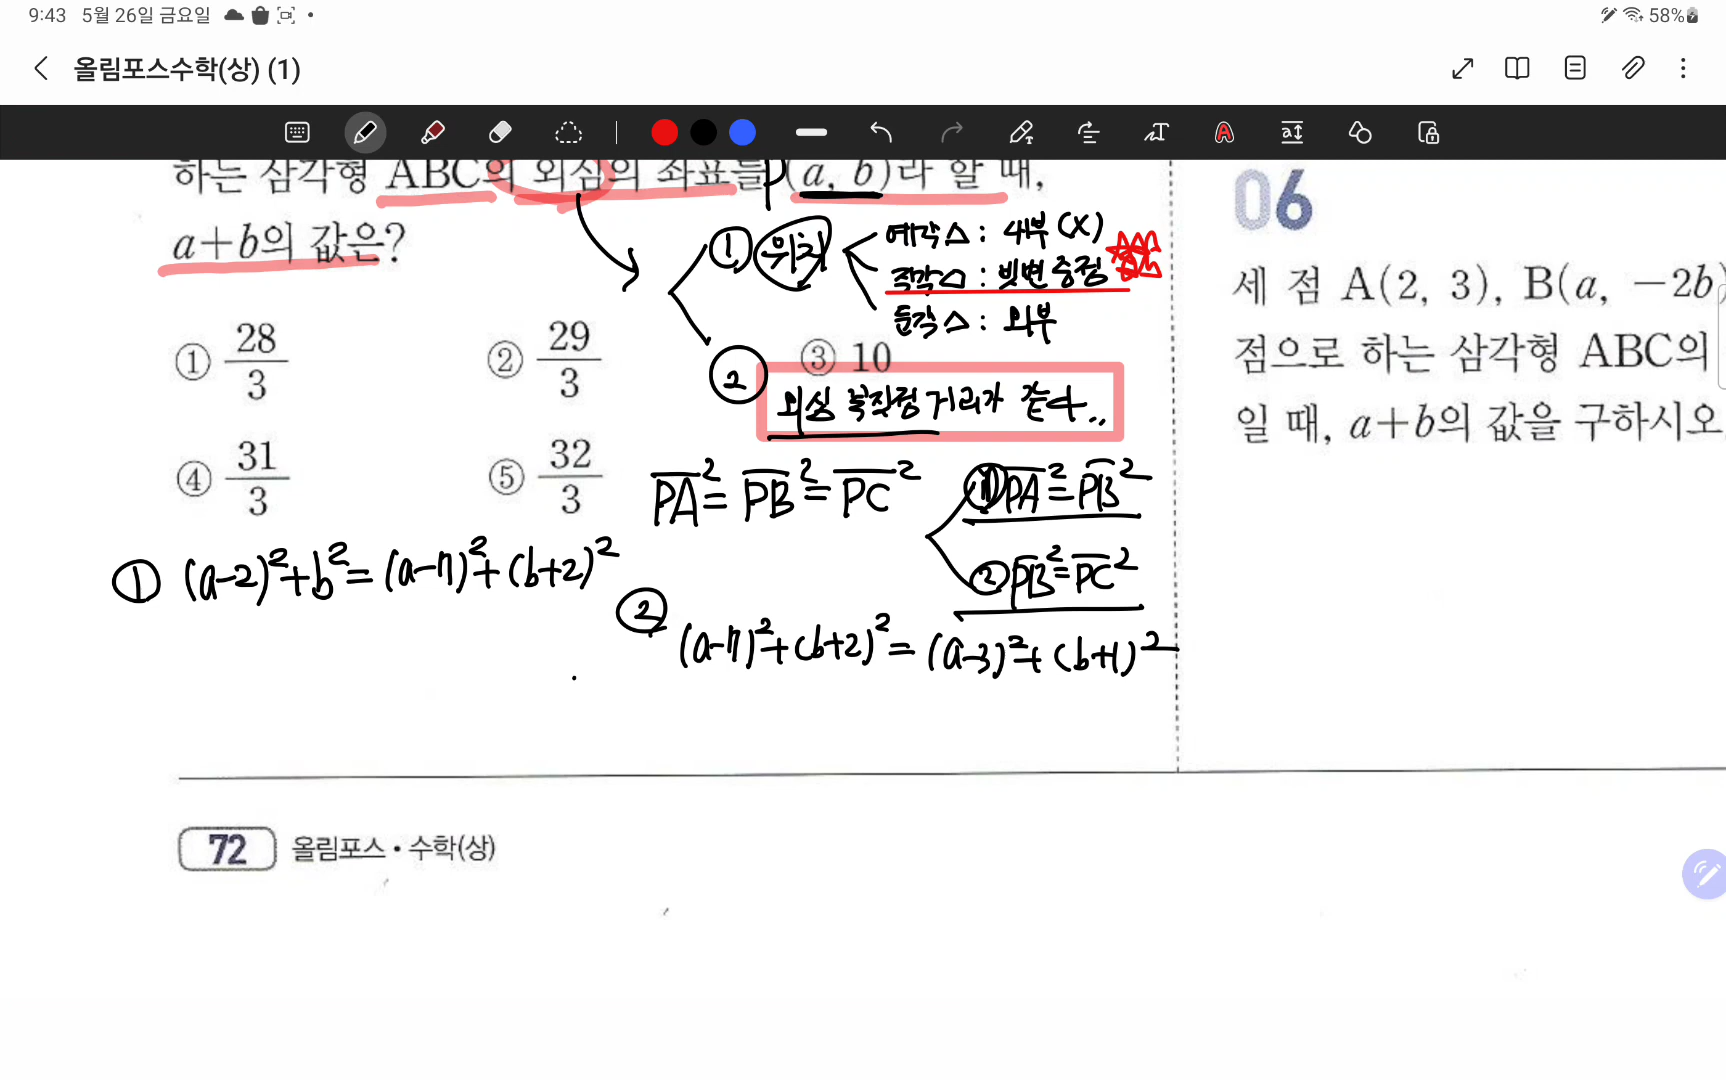 9:43 5월 26일 금요일 58%
올림포스수학(상) (1)
하는 삼각형 ABC의 외심의 좌표를 P(a, b)라 할 때,
a+b의 값은?
① 위치
예각△ : 내부 (X)
직각△ : 빗변 중점
둔각△ : 외부
① 28/3 ② 29/3 ③ 10
② 외심 꼭짓점 거리가 같다..
④ 31/3 ⑤ 32/3
PA² = PB² = PC²
① PA² = PB²
② PB² = PC²
① (a-2)²+b² = (a-7)²+(b+2)²
② (a-7)²+(b+2)² = (a-3)²+(b+1)²
72 올림포스 • 수학(상)
06
세 점 A(2, 3), B(a, −2b)
점으로 하는 삼각형 ABC의
일 때, a+b의 값을 구하시오.